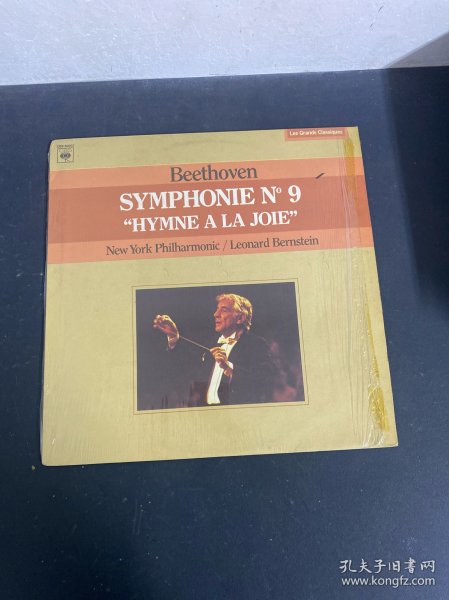 Les Grands Classiques
Beethoven
SYMPHONIE Nº 9
“HYMNE A LA JOIE”
New York Philharmonic / Leonard Bernstein
孔夫子旧书网
www.kongfz.com